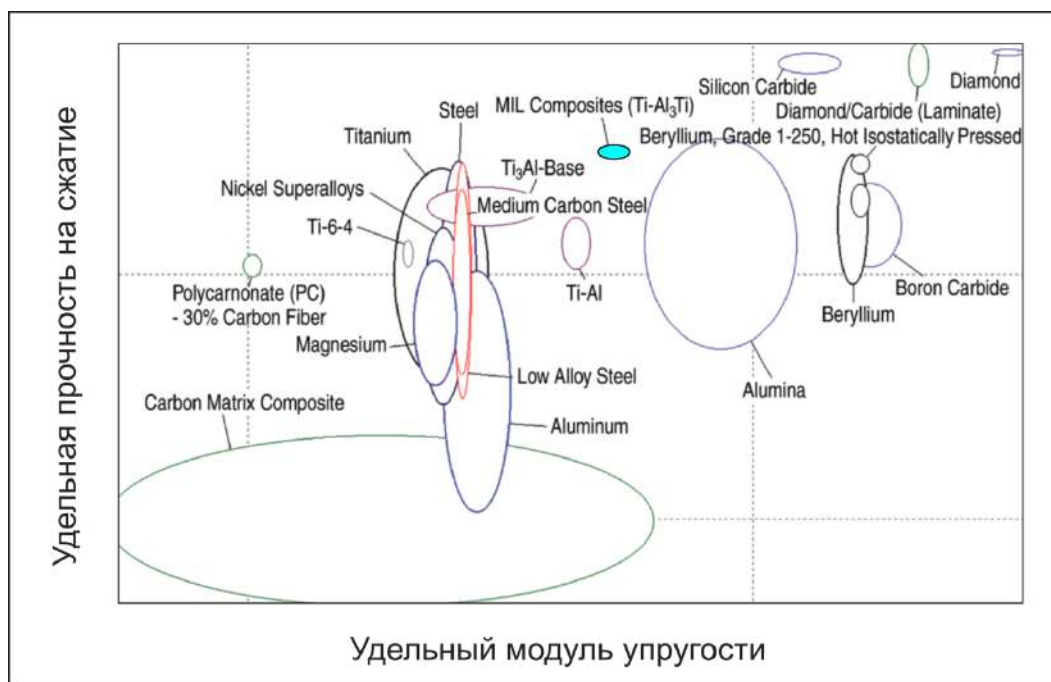 Удельная прочность на сжатие
Silicon Carbide
Diamond
Diamond/Carbide (Laminate)
MIL Composites (Ti-Al3Ti)
Beryllium, Grade 1-250, Hot Isostatically Pressed
Steel
Titanium
Ti3Al-Base
Nickel Superalloys
Medium Carbon Steel
Ti-6-4
Polycarnonate (PC)
- 30% Carbon Fiber
Ti-Al
Boron Carbide
Beryllium
Magnesium
Low Alloy Steel
Alumina
Carbon Matrix Composite
Aluminum
Удельный модуль упругости